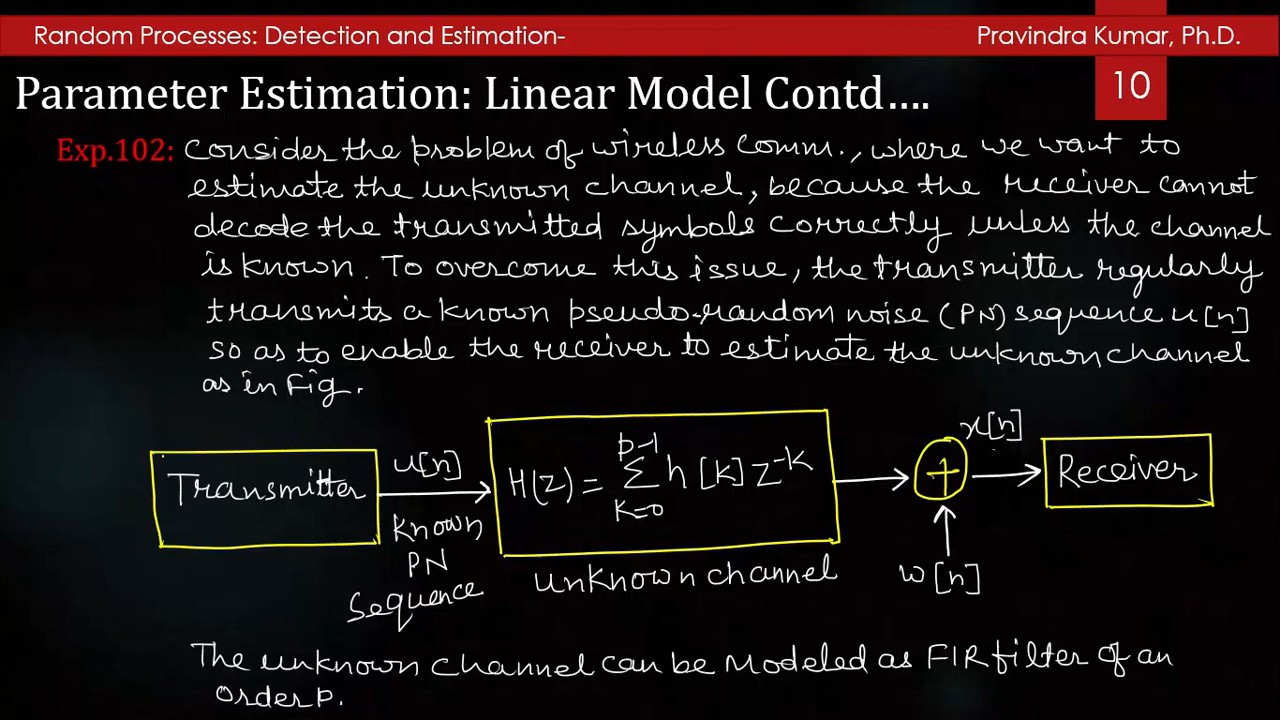 Random Processes: Detection and Estimation- Pravindra Kumar, Ph.D.
Parameter Estimation: Linear Model Contd.... 10
Exp.102: Consider the problem of wireless comm., where we want to
estimate the unknown channel, because the receiver cannot
decode the transmitted symbols correctly unless the channel
is known. To overcome this issue, the transmitter regularly
transmits a known pseudo-random noise (PN) sequence u[n]
so as to enable the receiver to estimate the unknown channel
as in Fig.
Transmitter
u[n]
known
PN
sequence
H(z) = Σ_{k=0}^{p-1} h[k] z^{-k}
unknown channel
+
x[n]
w[n]
Receiver
The unknown channel can be modeled as FIR filter of an
order P.